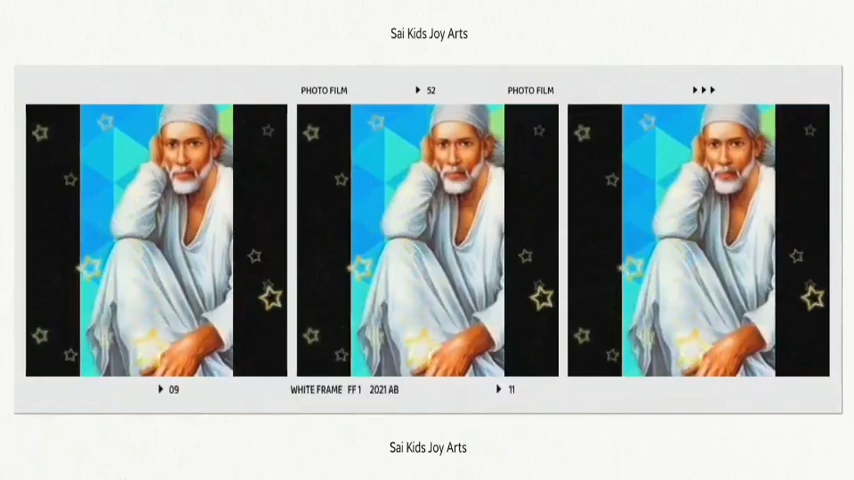 Sai Kids Joy Arts
PHOTO FILM 52 PHOTO FILM
09 WHITE FRAME FF 1 2021 AB 11
Sai Kids Joy Arts